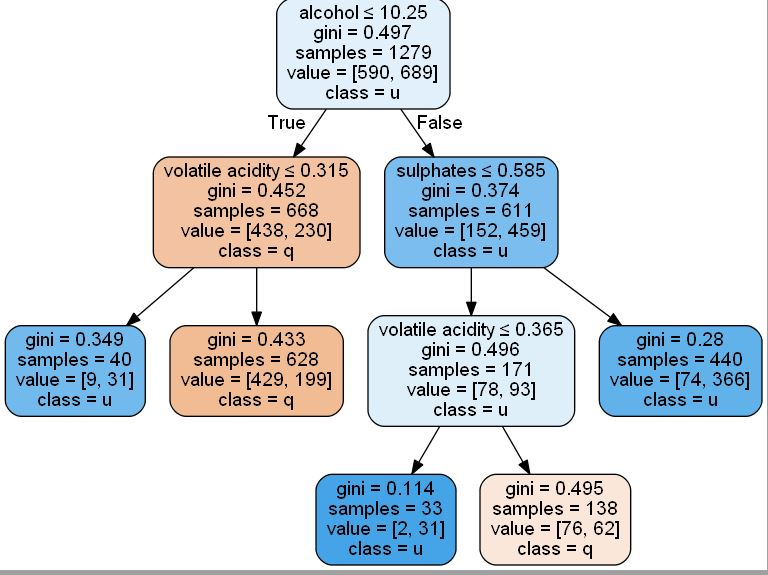 alcohol ≤ 10.25
gini = 0.497
samples = 1279
value = [590, 689]
class = u
True
False
volatile acidity ≤ 0.315
gini = 0.452
samples = 668
value = [438, 230]
class = q
sulphates ≤ 0.585
gini = 0.374
samples = 611
value = [152, 459]
class = u
gini = 0.349
samples = 40
value = [9, 31]
class = u
gini = 0.433
samples = 628
value = [429, 199]
class = q
volatile acidity ≤ 0.365
gini = 0.496
samples = 171
value = [78, 93]
class = u
gini = 0.28
samples = 440
value = [74, 366]
class = u
gini = 0.114
samples = 33
value = [2, 31]
class = u
gini = 0.495
samples = 138
value = [76, 62]
class = q